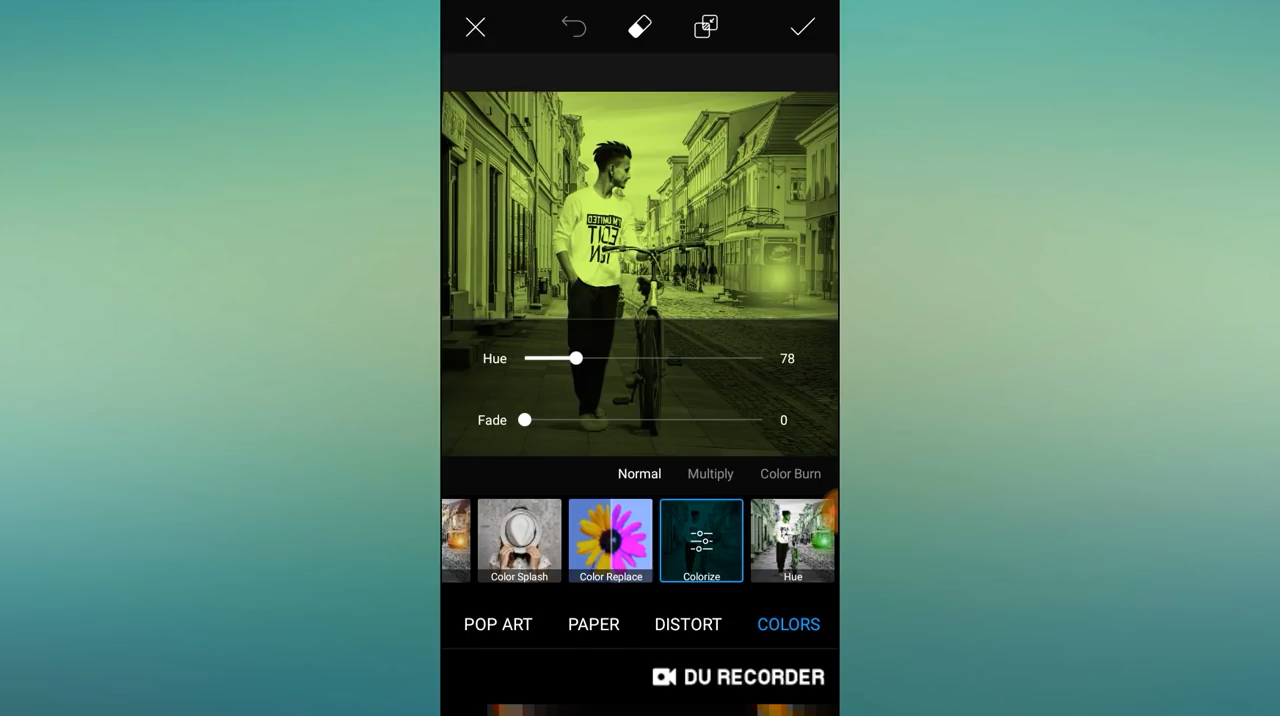 Hue 78
Fade 0
Normal Multiply Color Burn
Color Splash Color Replace Colorize Hue
POP ART PAPER DISTORT COLORS
DU RECORDER